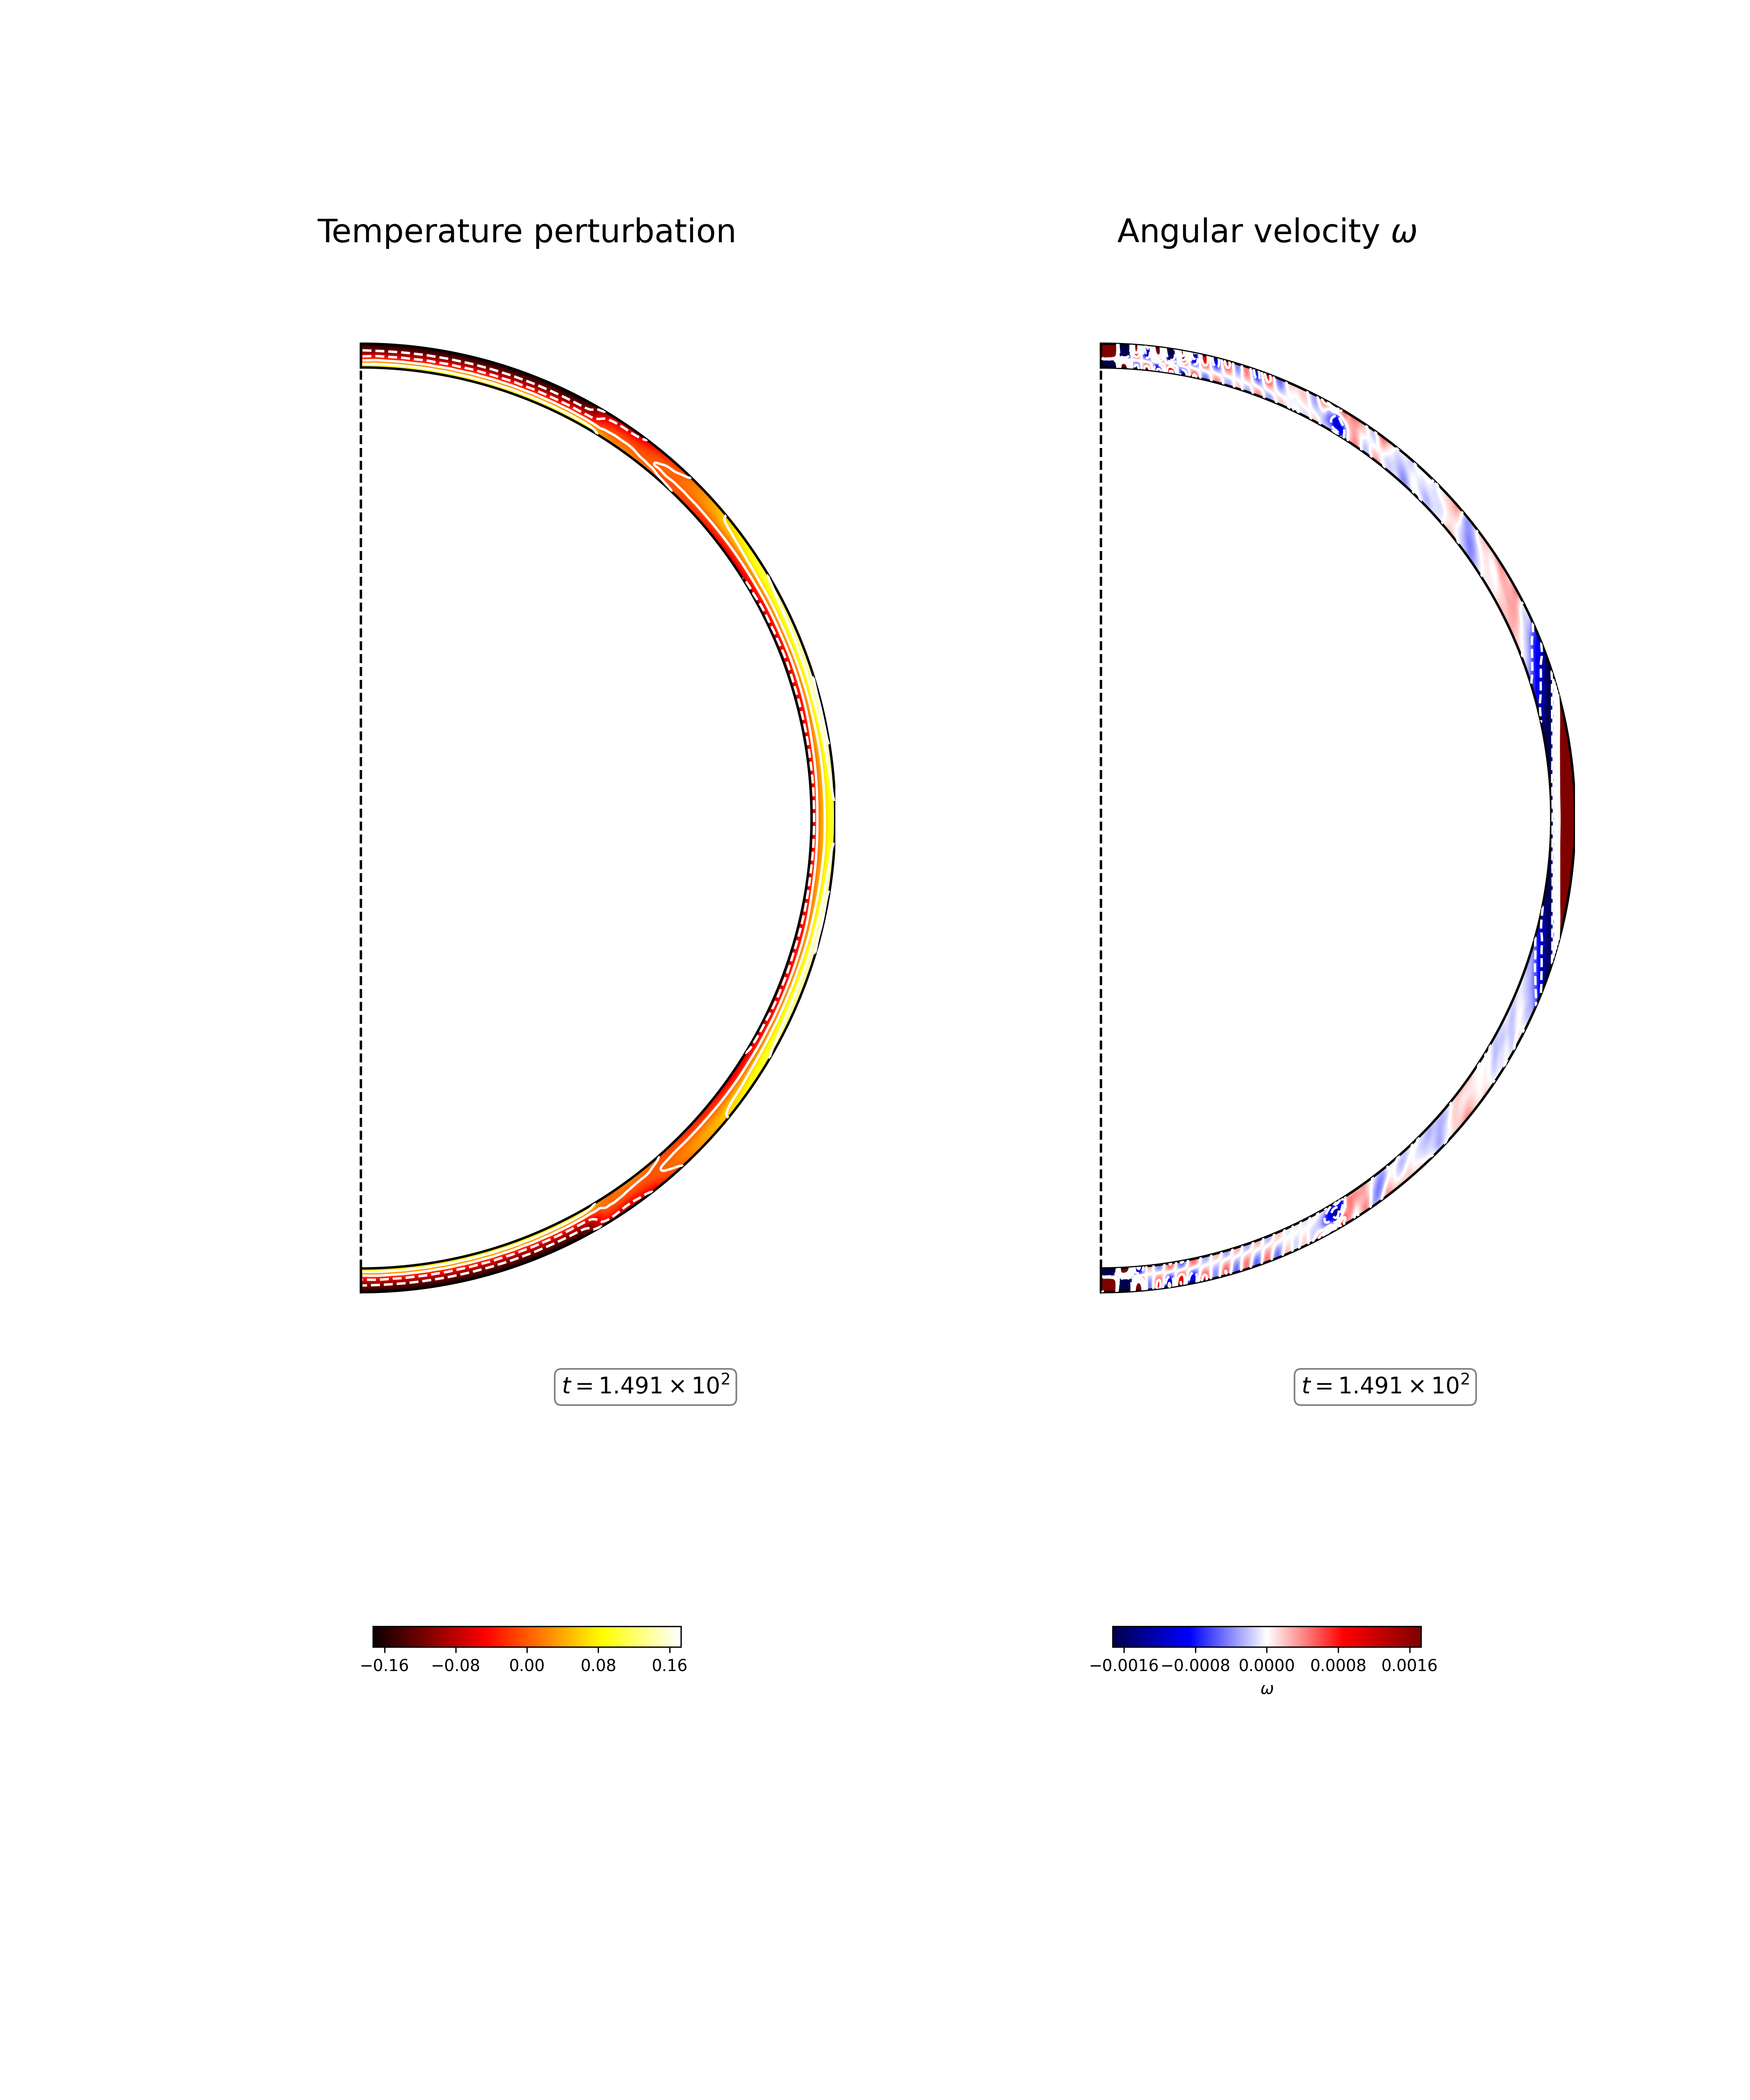 Temperature perturbation
Angular velocity ω
t = 1.491 × 10²
t = 1.491 × 10²
−0.16 −0.08 0.00 0.08 0.16
−0.0016 −0.0008 0.0000 0.0008 0.0016
ω